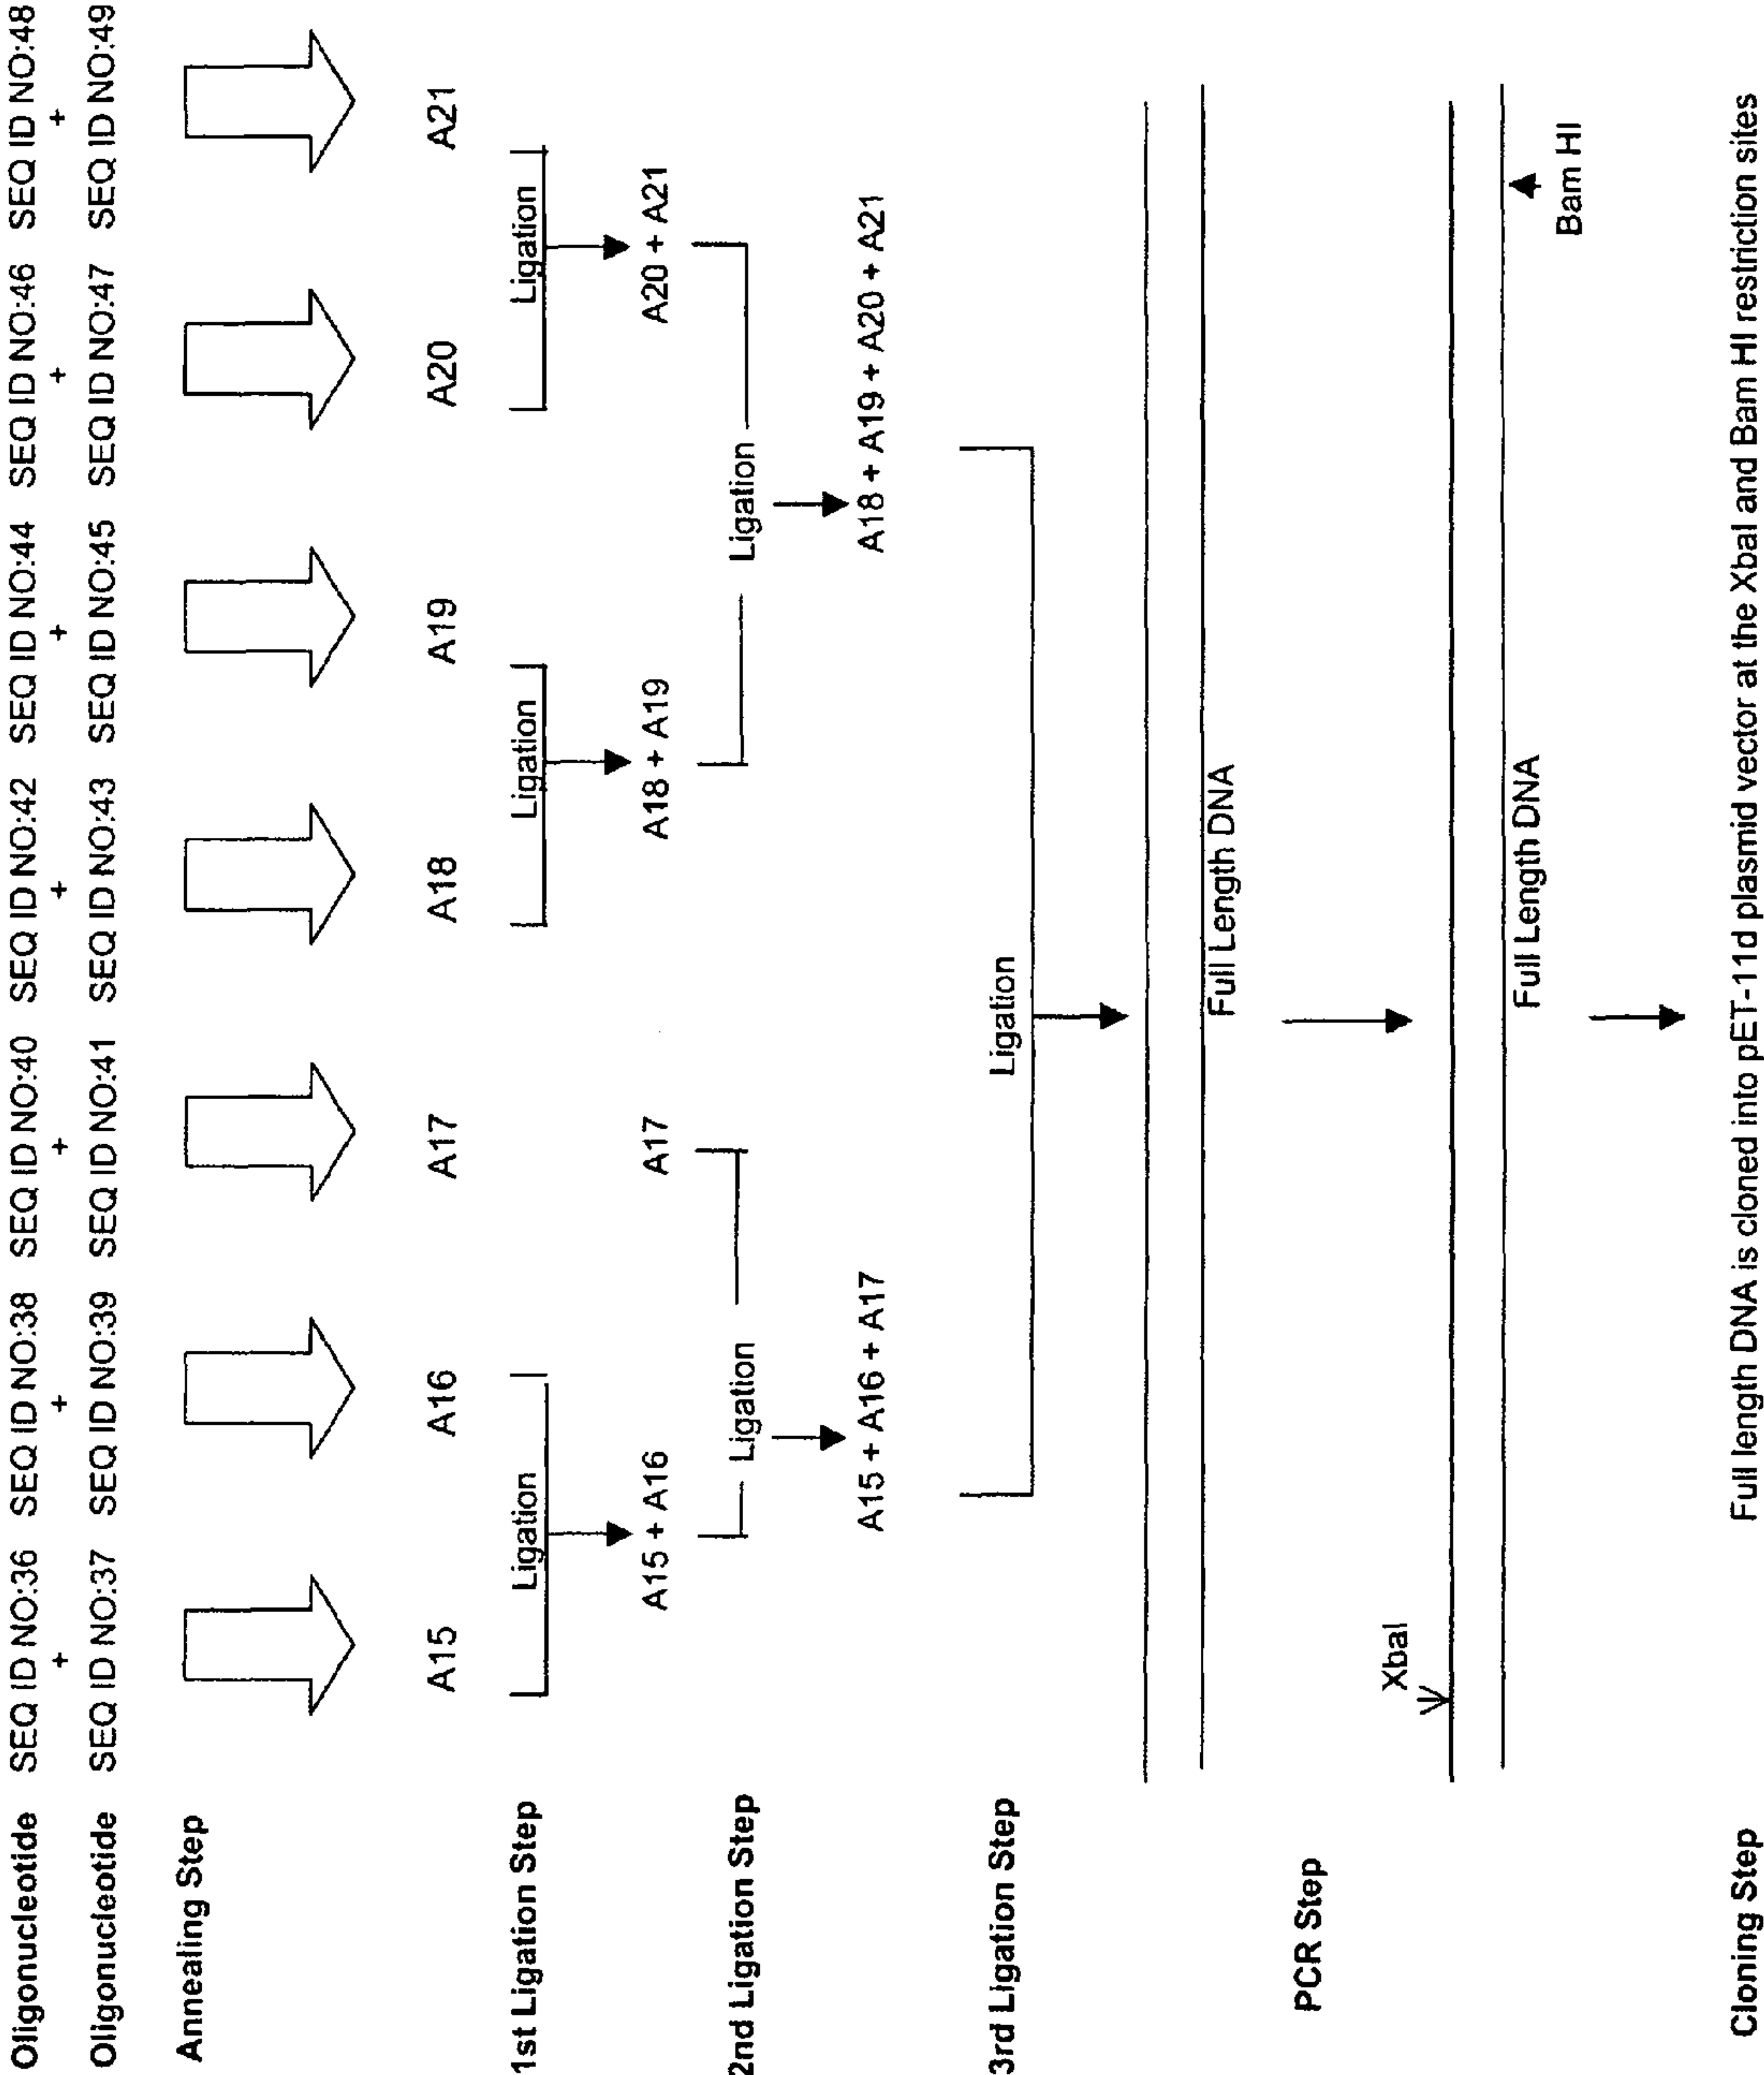 Oligonucleotide SEQ ID NO:36 SEQ ID NO:38 SEQ ID NO:40 SEQ ID NO:42 SEQ ID NO:44 SEQ ID NO:46 SEQ ID NO:48
+ + + + + + +
Oligonucleotide SEQ ID NO:37 SEQ ID NO:39 SEQ ID NO:41 SEQ ID NO:43 SEQ ID NO:45 SEQ ID NO:47 SEQ ID NO:49
Annealing Step
A15 A16 A17 A18 A19 A20 A21
1st Ligation Step Ligation Ligation Ligation
A15 + A16 A17 A18 + A19 A20 + A21
2nd Ligation Step Ligation Ligation
A15 + A16 + A17 A18 + A19 + A20 + A21
3rd Ligation Step Ligation
Full Length DNA
PCR Step
XbaI
Full Length DNA
Bam HI
Cloning Step Full length DNA is cloned into pET-11d plasmid vector at the XbaI and Bam HI restriction sites